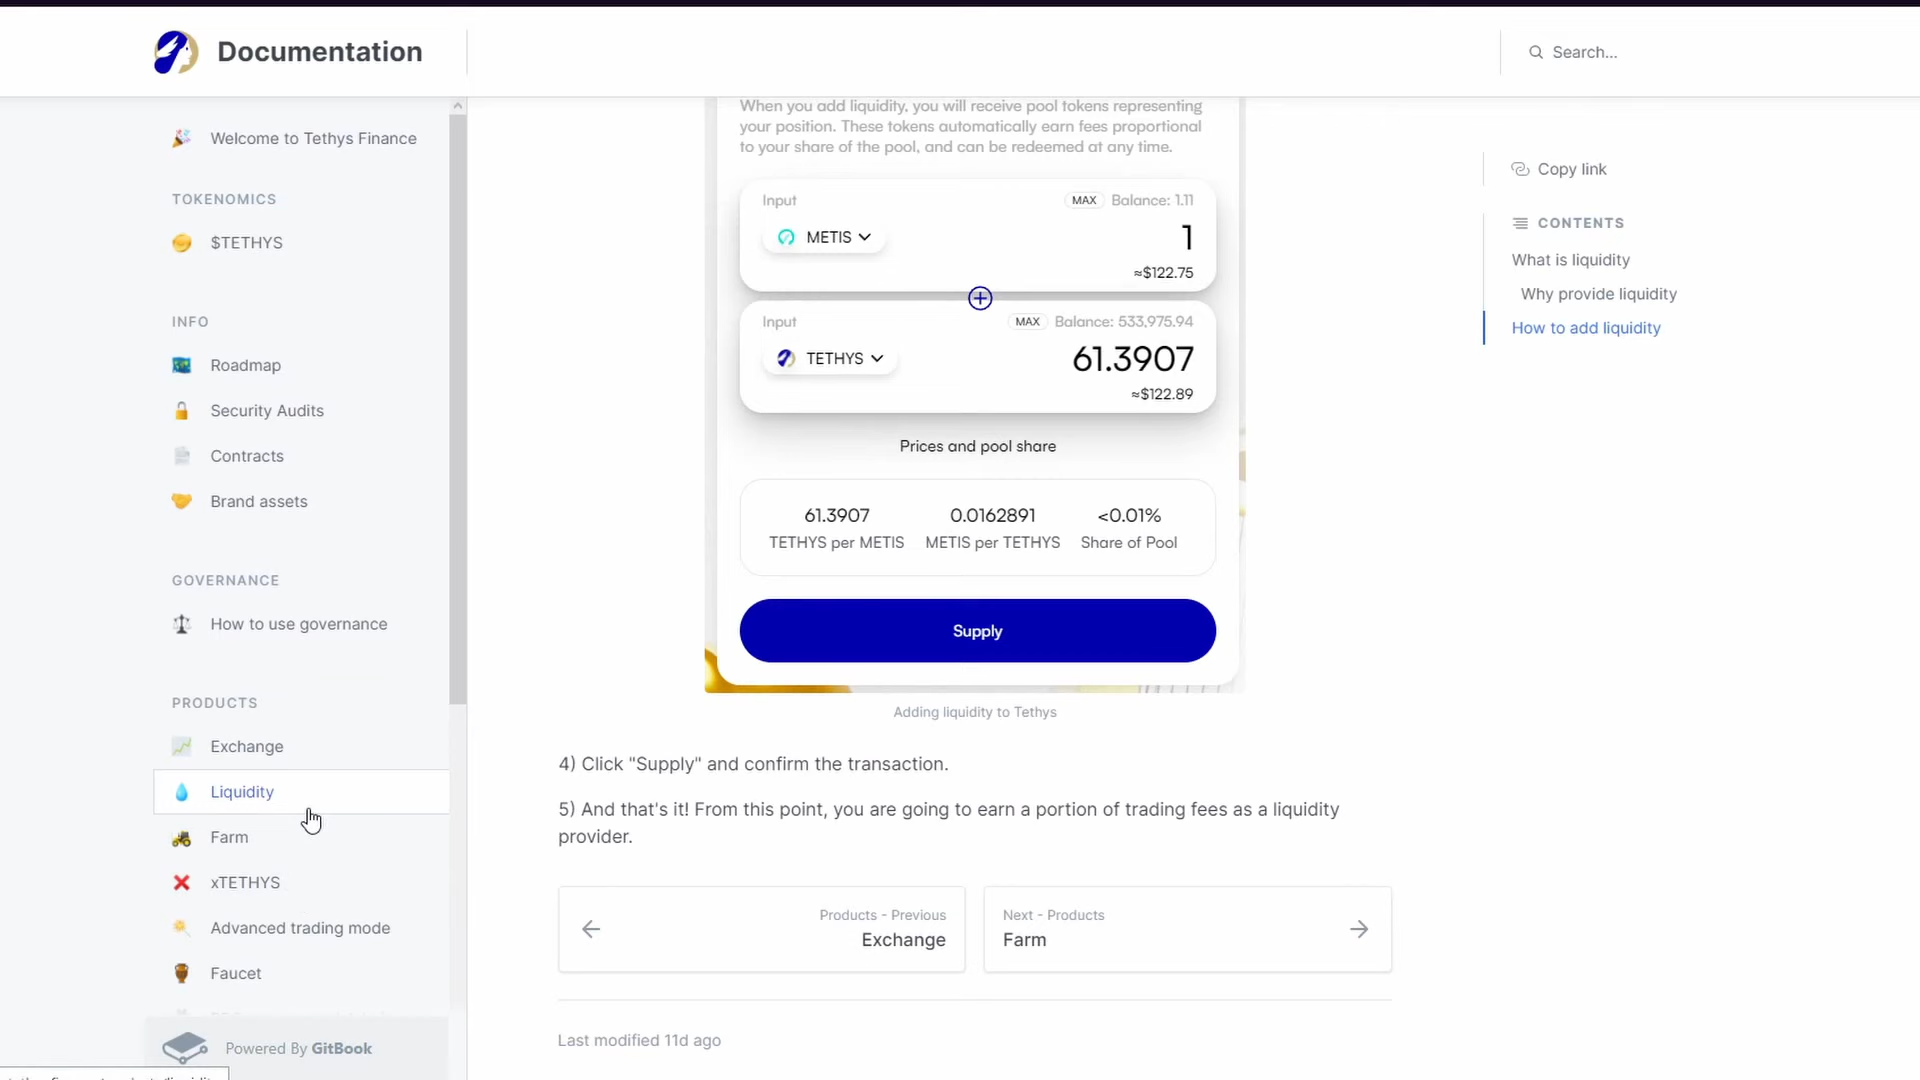 Documentation
Search...
Welcome to Tethys Finance
TOKENOMICS
$TETHYS
INFO
Roadmap
Security Audits
Contracts
Brand assets
GOVERNANCE
How to use governance
PRODUCTS
Exchange
Liquidity
Farm
xTETHYS
Advanced trading mode
Faucet
Powered By GitBook
When you add liquidity, you will receive pool tokens representing
your position. These tokens automatically earn fees proportional
to your share of the pool, and can be redeemed at any time.
Input
MAX Balance: 1.11
METIS
1
≈$122.75
Input
MAX Balance: 533,975.94
TETHYS
61.3907
≈$122.89
Prices and pool share
61.3907 0.0162891 <0.01%
TETHYS per METIS METIS per TETHYS Share of Pool
Supply
Adding liquidity to Tethys
4) Click "Supply" and confirm the transaction.
5) And that's it! From this point, you are going to earn a portion of trading fees as a liquidity
provider.
Products - Previous
Exchange
Next - Products
Farm
Last modified 11d ago
Copy link
CONTENTS
What is liquidity
Why provide liquidity
How to add liquidity